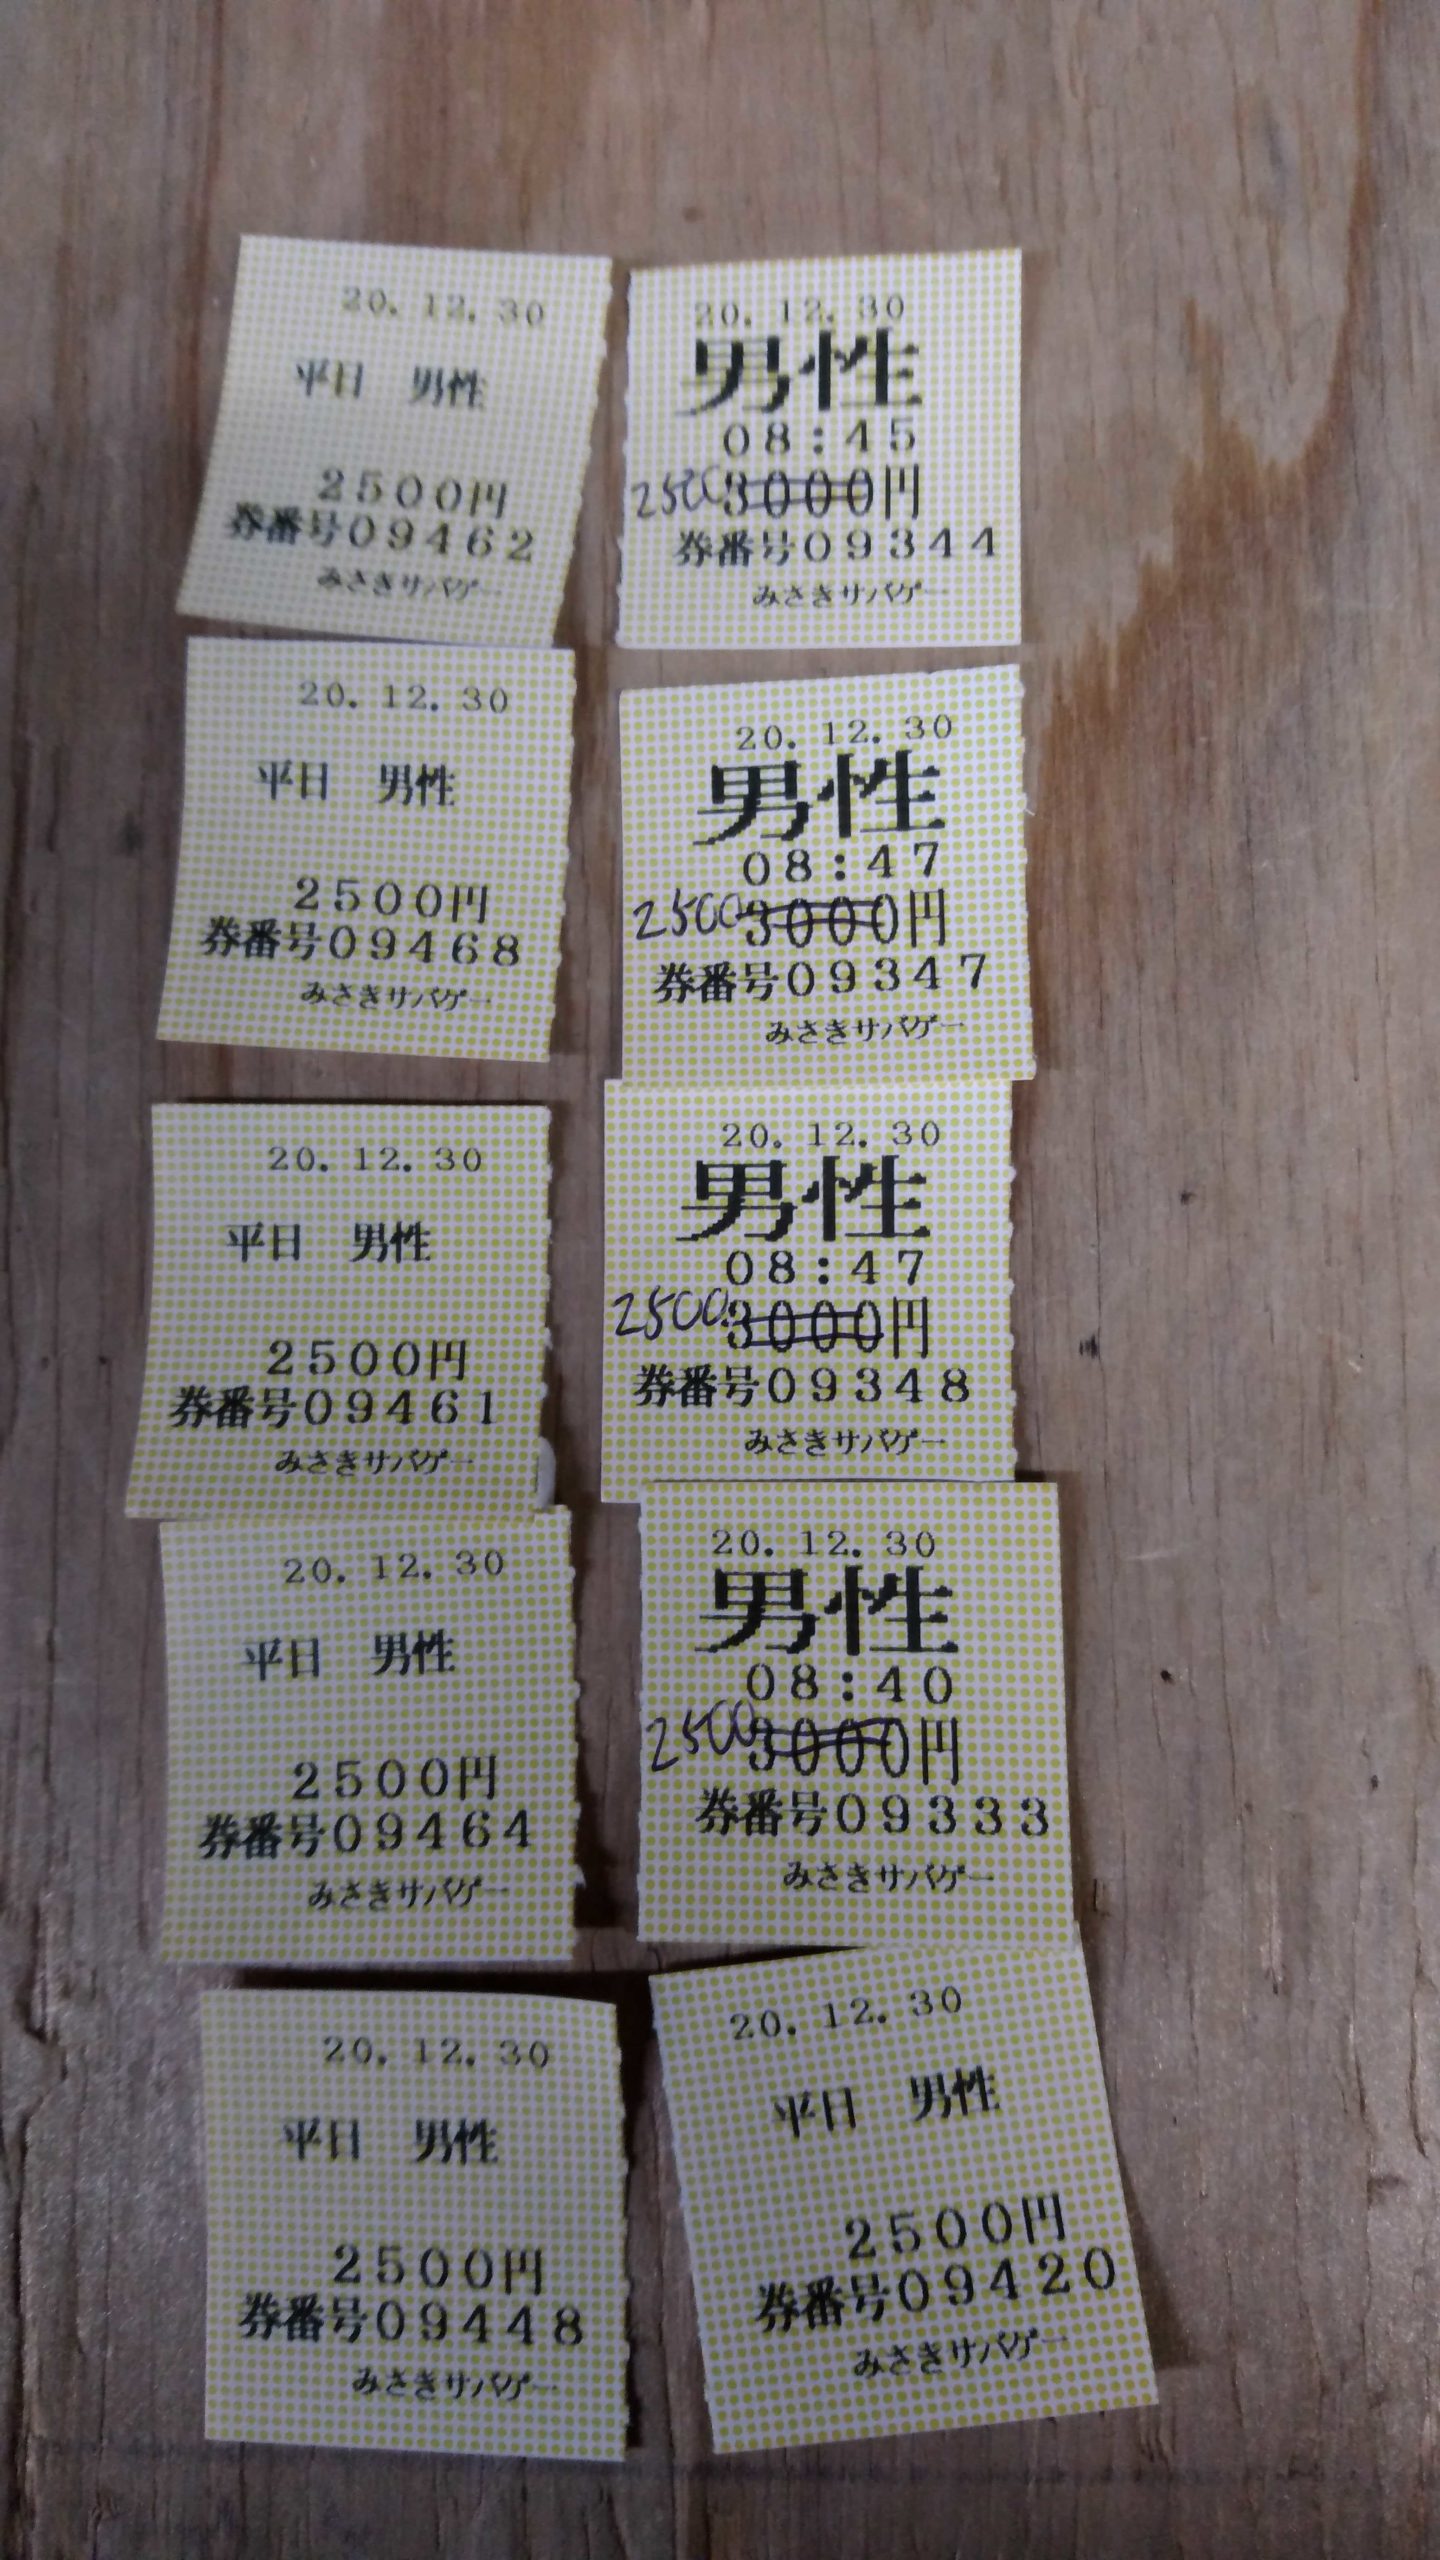 20.12.30
平日 男性
2500円
券番号09462
みさきサバゲー
20.12.30
男性
08:45
2500 3000円
券番号09344
みさきサバゲー
20.12.30
平日 男性
2500円
券番号09468
みさきサバゲー
20.12.30
男性
08:47
2500 3000円
券番号09347
みさきサバゲー
20.12.30
平日 男性
2500円
券番号09461
みさきサバゲー
20.12.30
男性
08:47
2500 3000円
券番号09348
みさきサバゲー
20.12.30
平日 男性
2500円
券番号09464
みさきサバゲー
20.12.30
男性
08:40
2500 3000円
券番号09333
みさきサバゲー
20.12.30
平日 男性
2500円
券番号09448
みさきサバゲー
20.12.30
平日 男性
2500円
券番号09420
みさきサバゲー